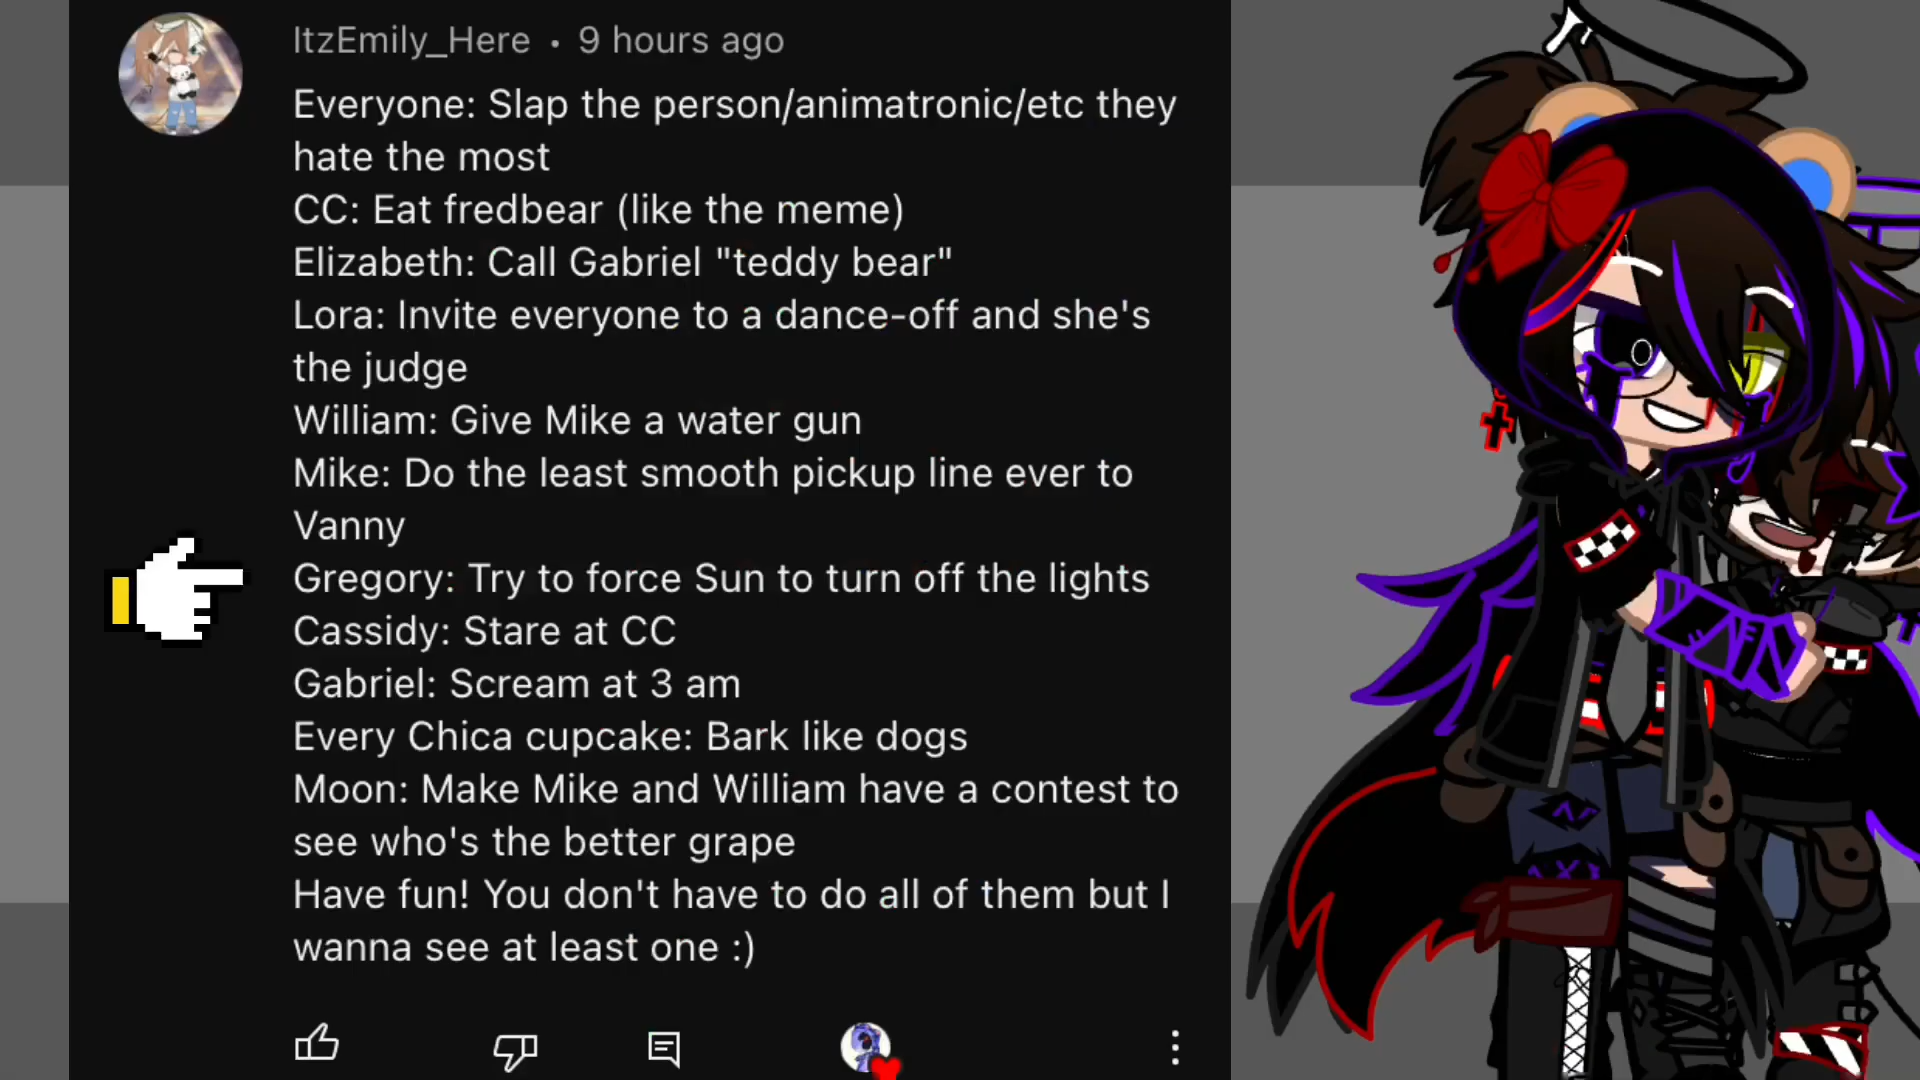 ItzEmily_Here • 9 hours ago
Everyone: Slap the person/animatronic/etc they
hate the most
CC: Eat fredbear (like the meme)
Elizabeth: Call Gabriel "teddy bear"
Lora: Invite everyone to a dance-off and she's
the judge
William: Give Mike a water gun
Mike: Do the least smooth pickup line ever to
Vanny
Gregory: Try to force Sun to turn off the lights
Cassidy: Stare at CC
Gabriel: Scream at 3 am
Every Chica cupcake: Bark like dogs
Moon: Make Mike and William have a contest to
see who's the better grape
Have fun! You don't have to do all of them but I
wanna see at least one :)